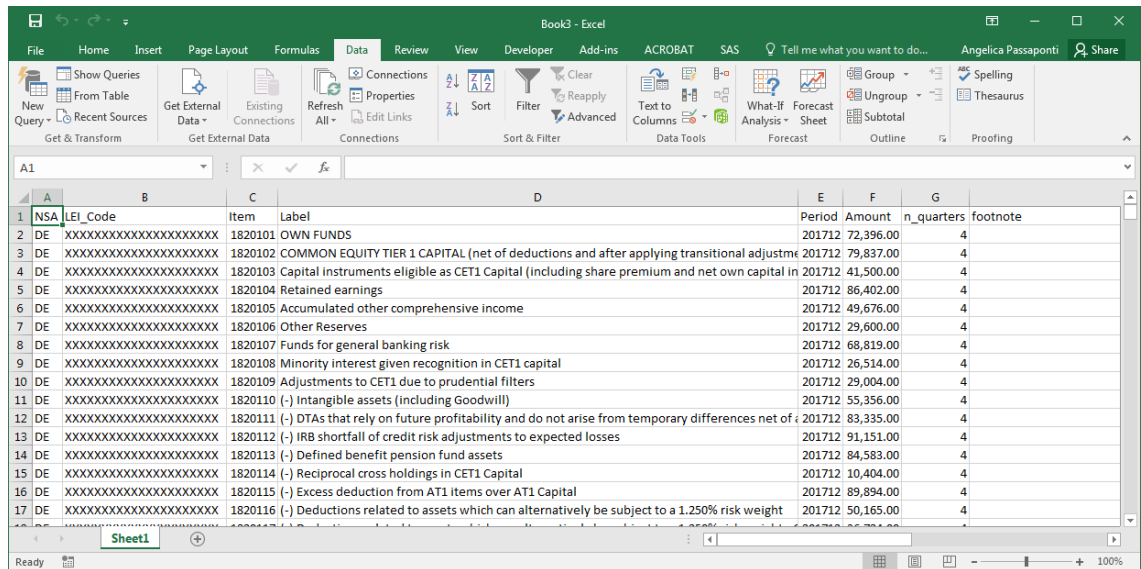 Book3 - Excel
File Home Insert Page Layout Formulas Data Review View Developer Add-ins ACROBAT SAS Tell me what you want to do... Angelica Passaponti Share
New Query Show Queries From Table Recent Sources Get External Data Existing Connections Refresh All Connections Properties Edit Links Sort Filter Clear Reapply Advanced Text to Columns What-If Analysis Forecast Sheet Group Ungroup Subtotal ABC Spelling Thesaurus
Get & Transform Get External Data Connections Sort & Filter Data Tools Forecast Outline Proofing
A1 fx
A B C D E F G
1 NSA LEI_Code Item Label Period Amount n_quarters footnote
2 DE XXXXXXXXXXXXXXXXXXXXX 1820101 OWN FUNDS 201712 72,396.00 4
3 DE XXXXXXXXXXXXXXXXXXXXX 1820102 COMMON EQUITY TIER 1 CAPITAL (net of deductions and after applying transitional adjustme 201712 79,837.00 4
4 DE XXXXXXXXXXXXXXXXXXXXX 1820103 Capital instruments eligible as CET1 Capital (including share premium and net own capital in 201712 41,500.00 4
5 DE XXXXXXXXXXXXXXXXXXXXX 1820104 Retained earnings 201712 86,402.00 4
6 DE XXXXXXXXXXXXXXXXXXXXX 1820105 Accumulated other comprehensive income 201712 49,676.00 4
7 DE XXXXXXXXXXXXXXXXXXXXX 1820106 Other Reserves 201712 29,600.00 4
8 DE XXXXXXXXXXXXXXXXXXXXX 1820107 Funds for general banking risk 201712 68,819.00 4
9 DE XXXXXXXXXXXXXXXXXXXXX 1820108 Minority interest given recognition in CET1 capital 201712 26,514.00 4
10 DE XXXXXXXXXXXXXXXXXXXXX 1820109 Adjustments to CET1 due to prudential filters 201712 29,004.00 4
11 DE XXXXXXXXXXXXXXXXXXXXX 1820110 (-) Intangible assets (including Goodwill) 201712 55,356.00 4
12 DE XXXXXXXXXXXXXXXXXXXXX 1820111 (-) DTAs that rely on future profitability and do not arise from temporary differences net of a 201712 83,335.00 4
13 DE XXXXXXXXXXXXXXXXXXXXX 1820112 (-) IRB shortfall of credit risk adjustments to expected losses 201712 91,151.00 4
14 DE XXXXXXXXXXXXXXXXXXXXX 1820113 (-) Defined benefit pension fund assets 201712 84,583.00 4
15 DE XXXXXXXXXXXXXXXXXXXXX 1820114 (-) Reciprocal cross holdings in CET1 Capital 201712 10,404.00 4
16 DE XXXXXXXXXXXXXXXXXXXXX 1820115 (-) Excess deduction from AT1 items over AT1 Capital 201712 89,894.00 4
17 DE XXXXXXXXXXXXXXXXXXXXX 1820116 (-) Deductions related to assets which can alternatively be subject to a 1.250% risk weight 201712 50,165.00 4
Sheet1
Ready 100%